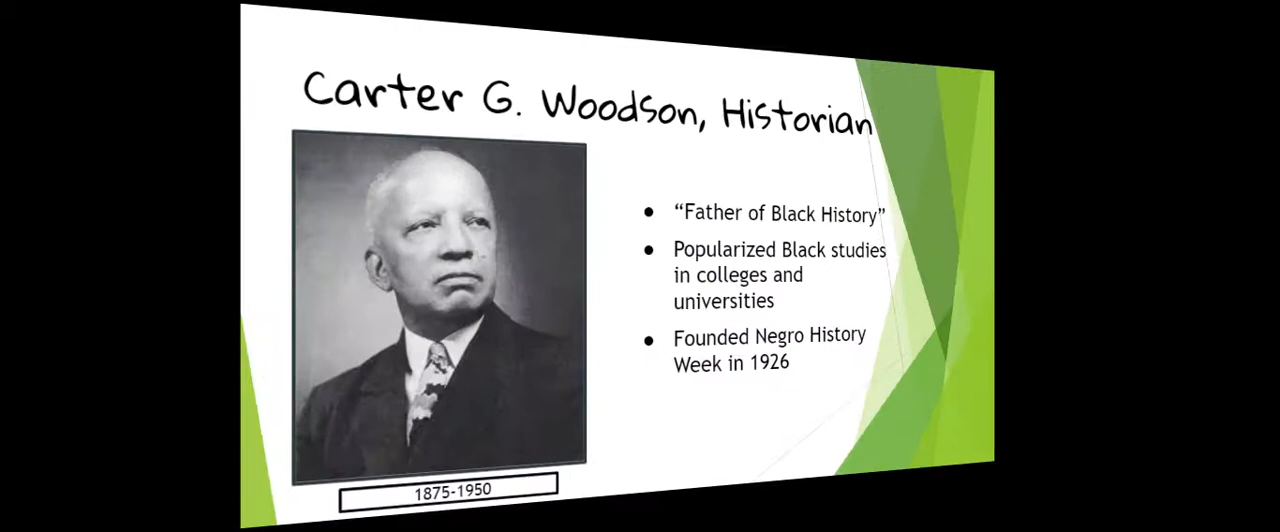 Carter G. Woodson, Historian
● “Father of Black History”
● Popularized Black studies
in colleges and
universities
● Founded Negro History
Week in 1926
1875-1950